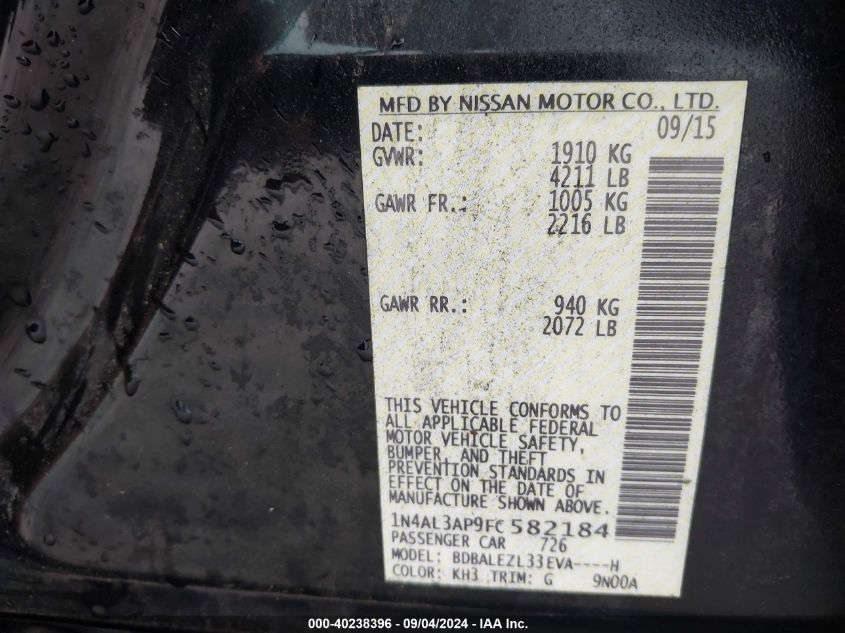 MFD BY NISSAN MOTOR CO., LTD.
DATE: 09/15
GVWR: 1910 KG
4211 LB
GAWR FR.: 1005 KG
2216 LB
GAWR RR.: 940 KG
2072 LB
THIS VEHICLE CONFORMS TO
ALL APPLICABLE FEDERAL
MOTOR VEHICLE SAFETY,
BUMPER, AND THEFT
PREVENTION STANDARDS IN
EFFECT ON THE DATE OF
MANUFACTURE SHOWN ABOVE.
1N4AL3AP9FC582184
PASSENGER CAR 726
MODEL: BDBALEZL33EVA----H
COLOR: KH3 TRIM: G 9N00A
000-40238396 - 09/04/2024 - IAA Inc.